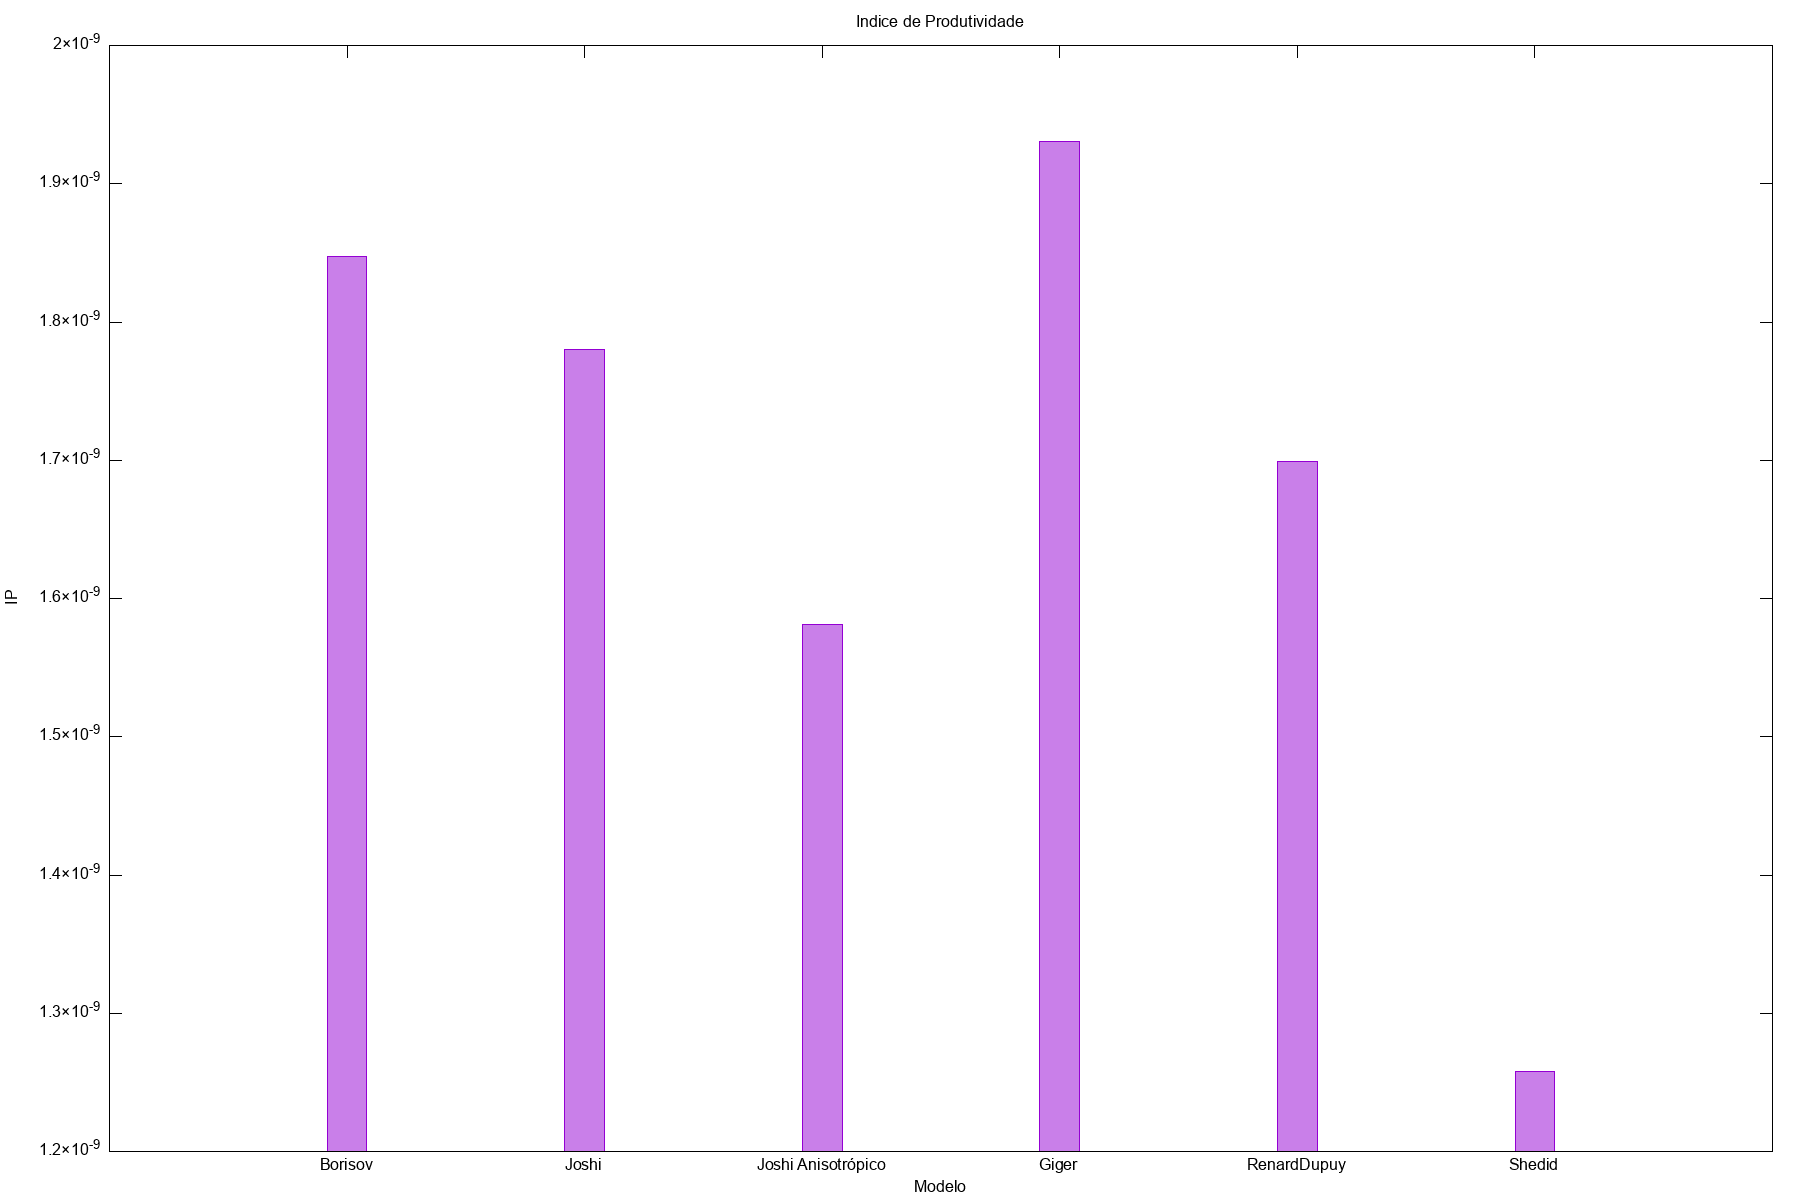 Indice de Produtividade
2×10⁻⁹
1.9×10⁻⁹
1.8×10⁻⁹
1.7×10⁻⁹
1.6×10⁻⁹
1.5×10⁻⁹
1.4×10⁻⁹
1.3×10⁻⁹
1.2×10⁻⁹
IP
Borisov Joshi Joshi Anisotrópico Giger RenardDupuy Shedid
Modelo